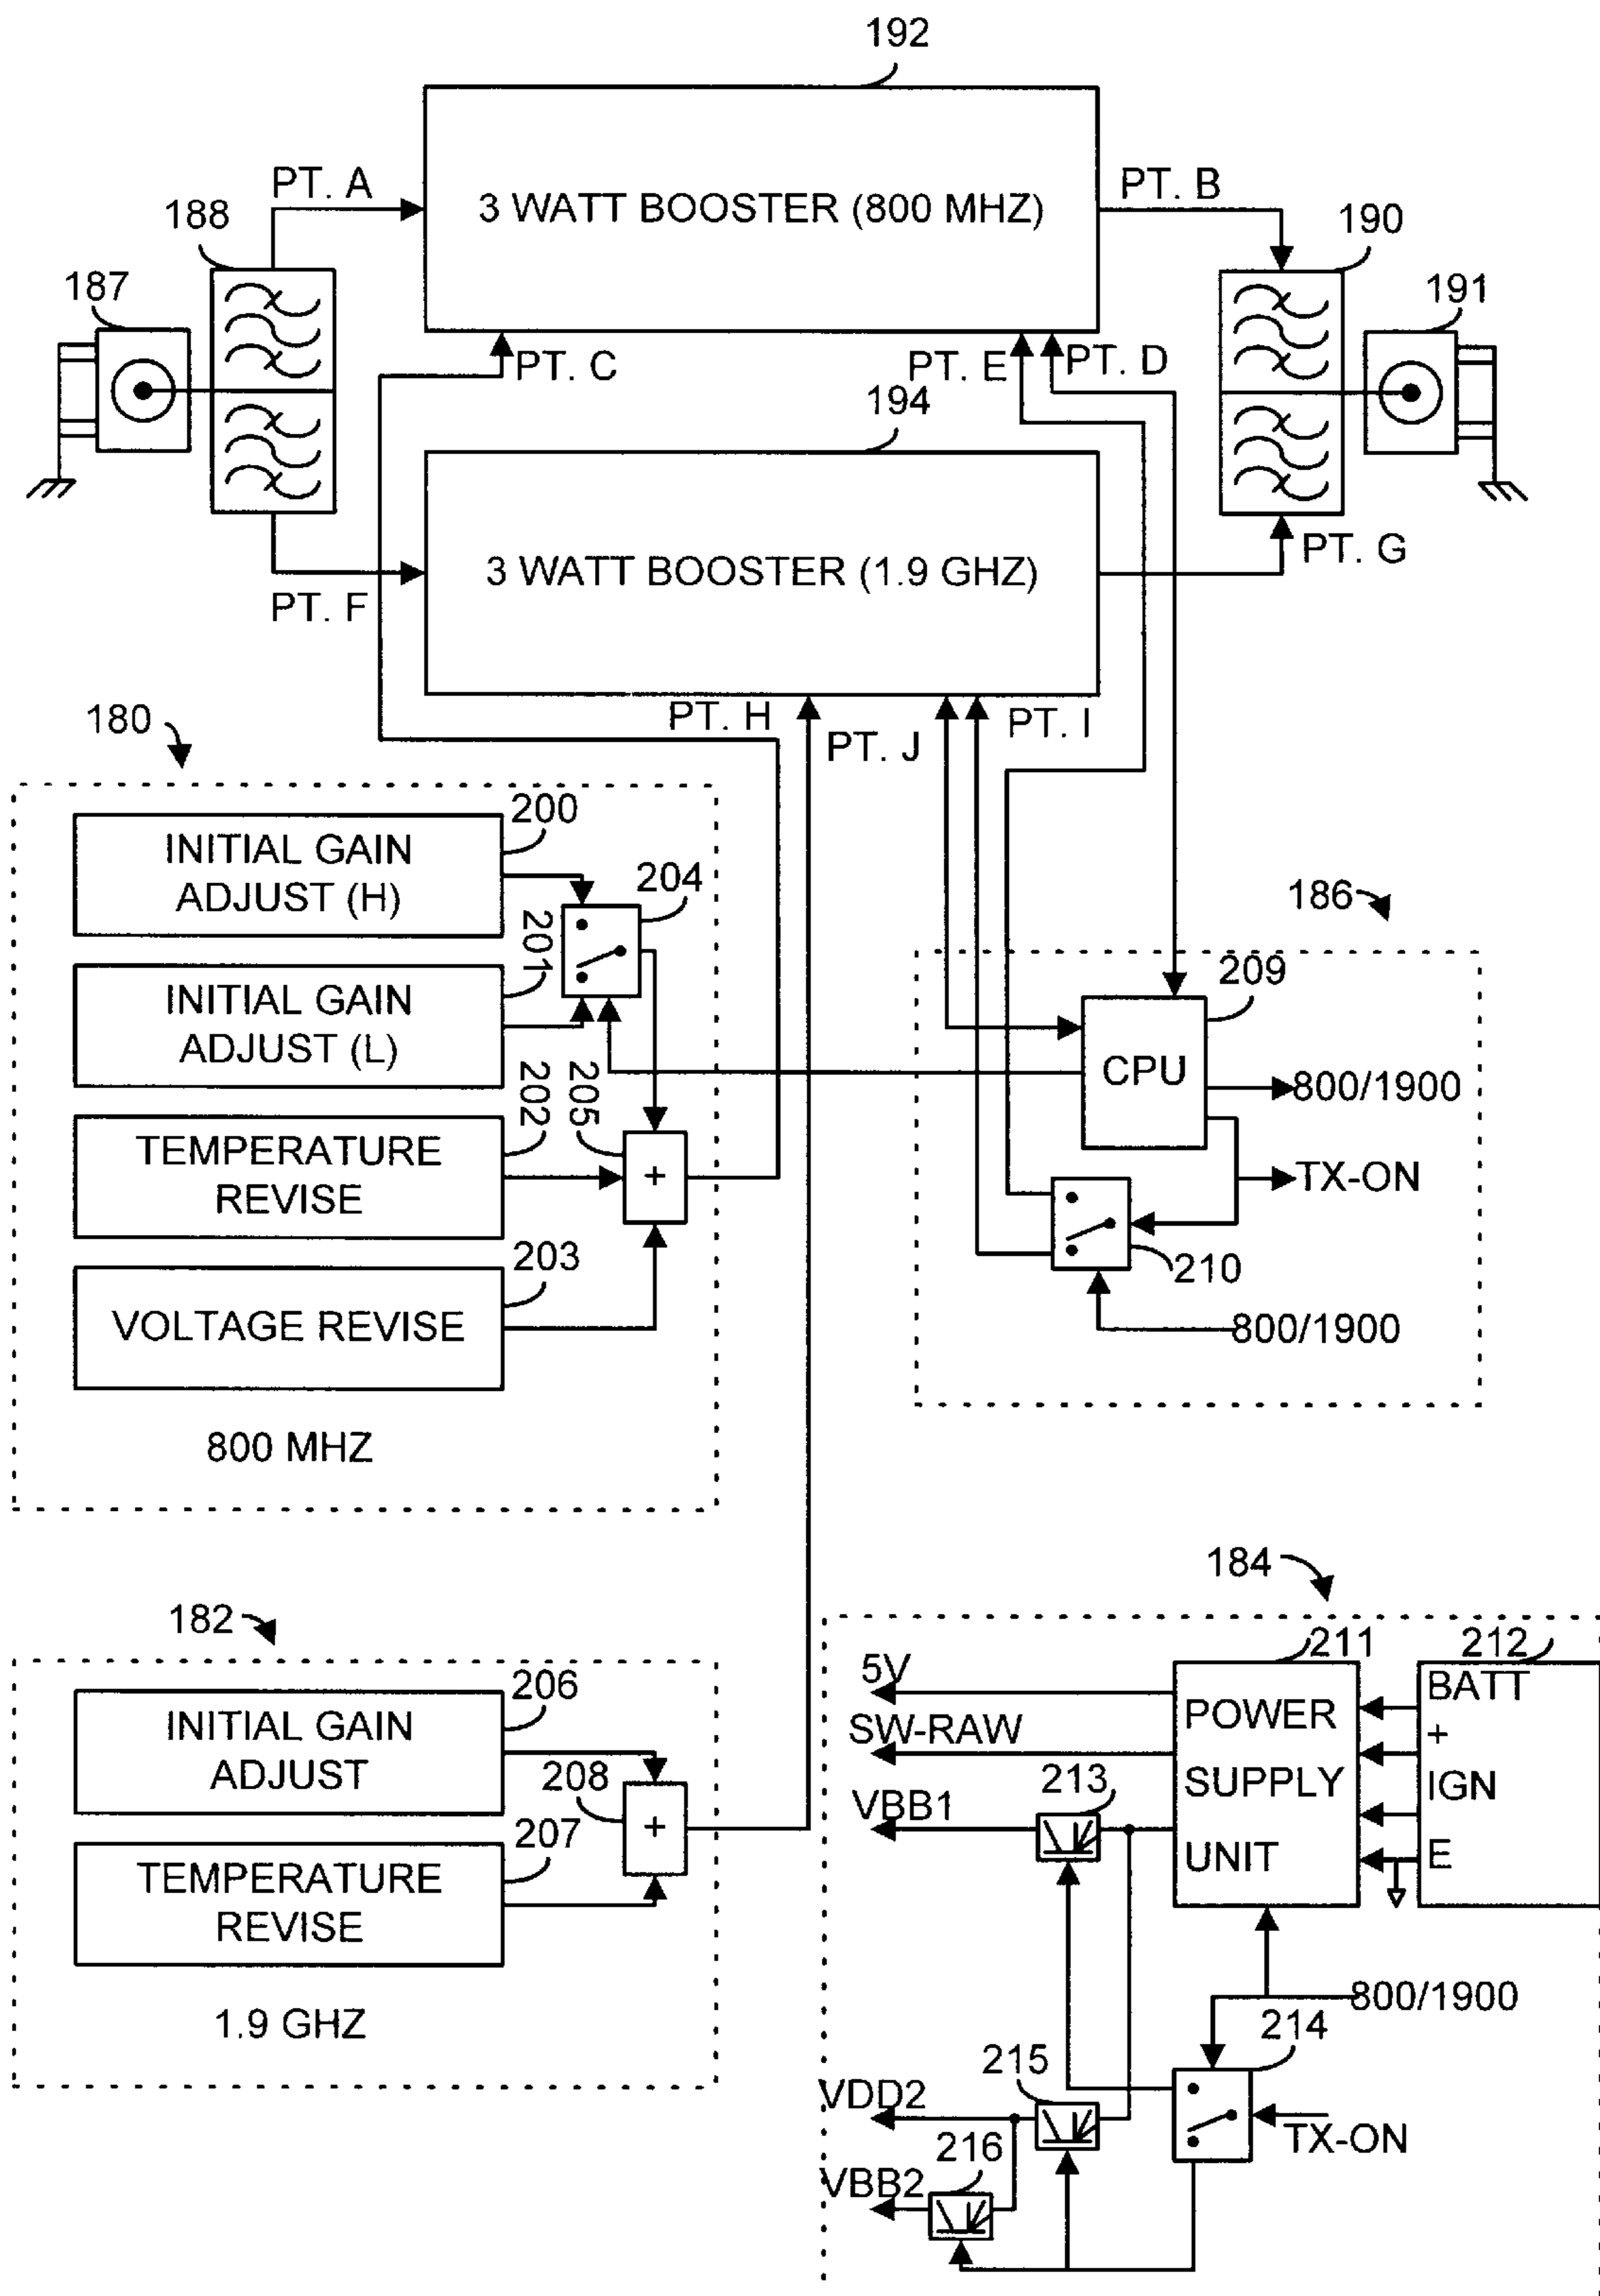 192
PT. A
3 WATT BOOSTER (800 MHZ)
PT. B
188
190
187
191
PT. C
PT. E
PT. D
194
3 WATT BOOSTER (1.9 GHZ)
PT. F
PT. G
180
PT. H
PT. J
PT. I
200
INITIAL GAIN
ADJUST (H)
204
201
INITIAL GAIN
ADJUST (L)
202
205
TEMPERATURE
REVISE
+
203
VOLTAGE REVISE
800 MHZ
186
209
CPU
800/1900
TX-ON
210
800/1900
182
206
INITIAL GAIN
ADJUST
208
+
207
TEMPERATURE
REVISE
1.9 GHZ
184
211
212
5V
SW-RAW
VBB1
213
POWER
SUPPLY
UNIT
BATT
+
IGN
E
800/1900
214
215
VDD2
216
TX-ON
VBB2